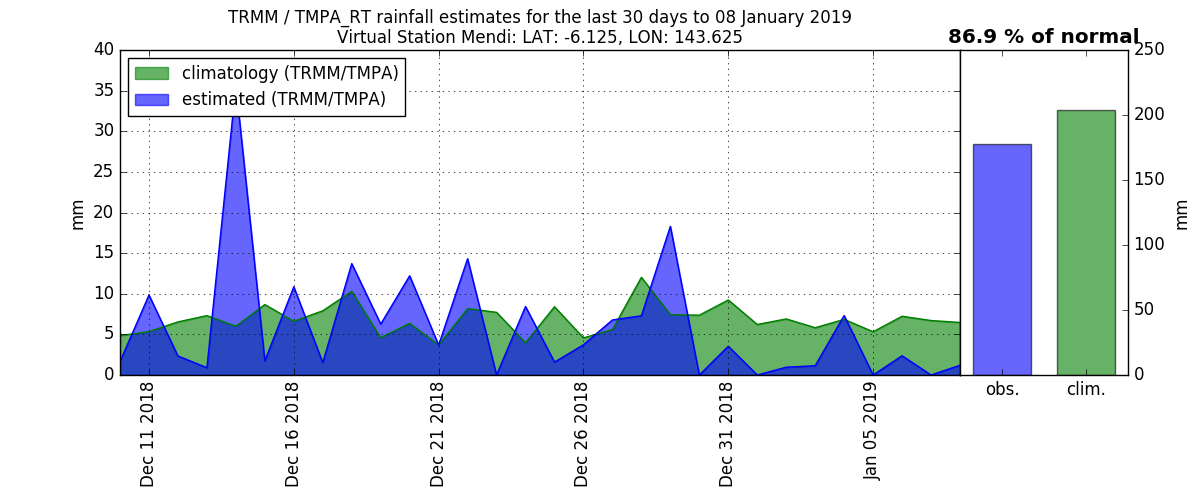 TRMM / TMPA_RT rainfall estimates for the last 30 days to 08 January 2019
Virtual Station Mendi: LAT: -6.125, LON: 143.625
86.9 % of normal
climatology (TRMM/TMPA)
estimated (TRMM/TMPA)
40
35
30
25
20
15
10
5
0
mm
Dec 11 2018
Dec 16 2018
Dec 21 2018
Dec 26 2018
Dec 31 2018
Jan 05 2019
250
200
150
100
50
0
mm
obs.
clim.